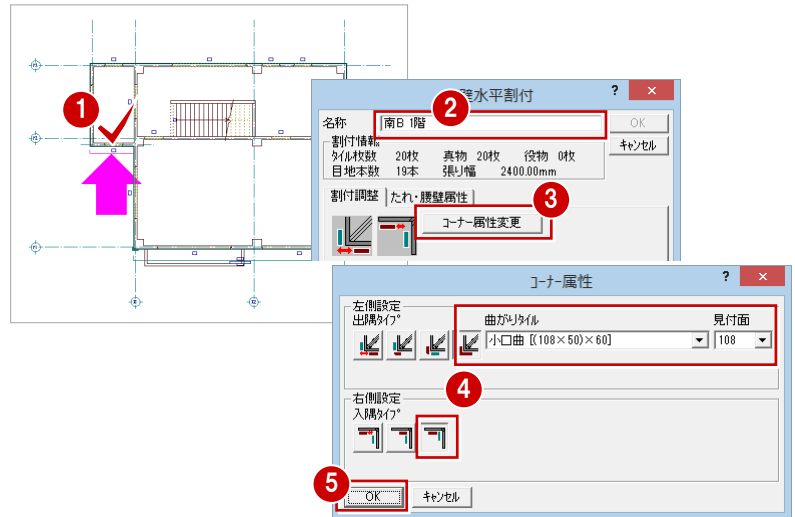 1
2
3
4
5
壁水平割付
?
×
名称
南B 1階
OK
キャンセル
割付情報
タイル枚数 20枚 真物 20枚 役物 0枚
目地本数 19本 張り幅 2400.00mm
割付調整
たれ・腰壁属性
コーナー属性変更
コーナー属性
?
×
左側設定
出隅タイプ
曲がりタイル
見付面
小口曲 [(108×50)×60]
108
右側設定
入隅タイプ
OK
キャンセル